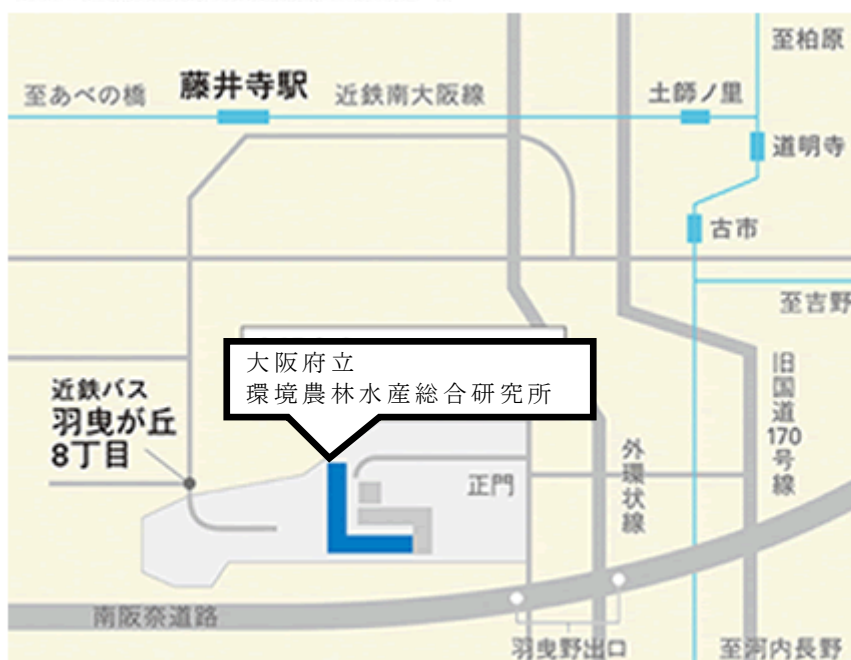 至柏原
至あべの橋
藤井寺駅
近鉄南大阪線
土師ノ里
道明寺
古市
至吉野
大阪府立
環境農林水産総合研究所
近鉄バス
羽曳が丘
8丁目
正門
外環状線
旧国道170号線
南阪奈道路
羽曳野出口
至河内長野